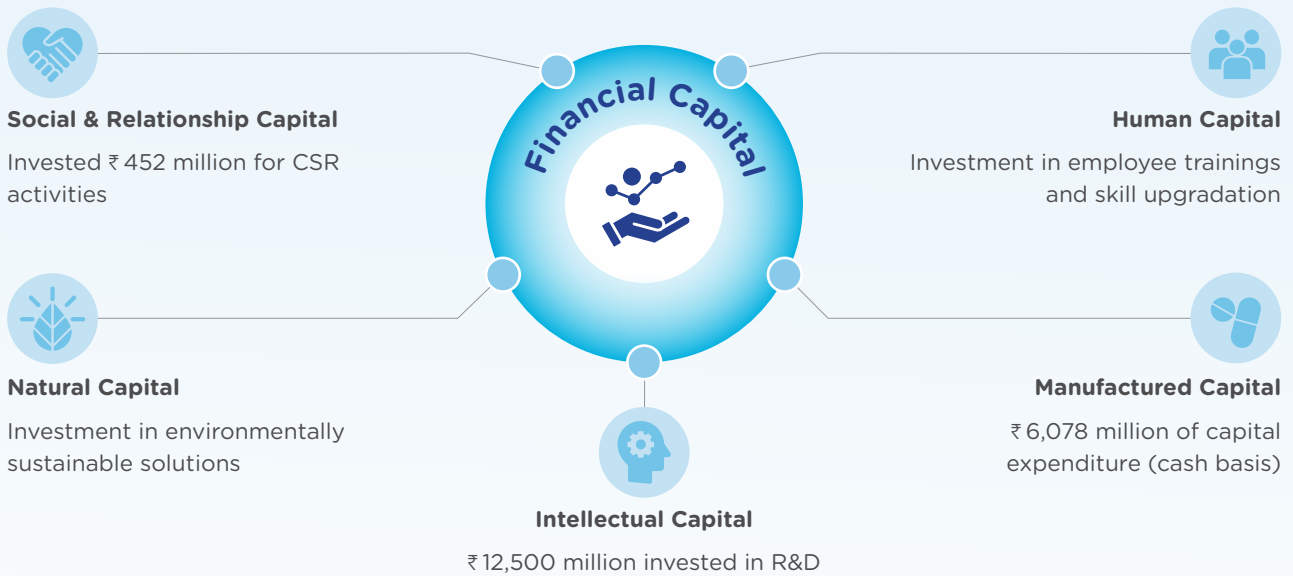 Financial Capital
Social & Relationship Capital
Invested ₹ 452 million for CSR
activities
Human Capital
Investment in employee trainings
and skill upgradation
Natural Capital
Investment in environmentally
sustainable solutions
Manufactured Capital
₹ 6,078 million of capital
expenditure (cash basis)
Intellectual Capital
₹ 12,500 million invested in R&D